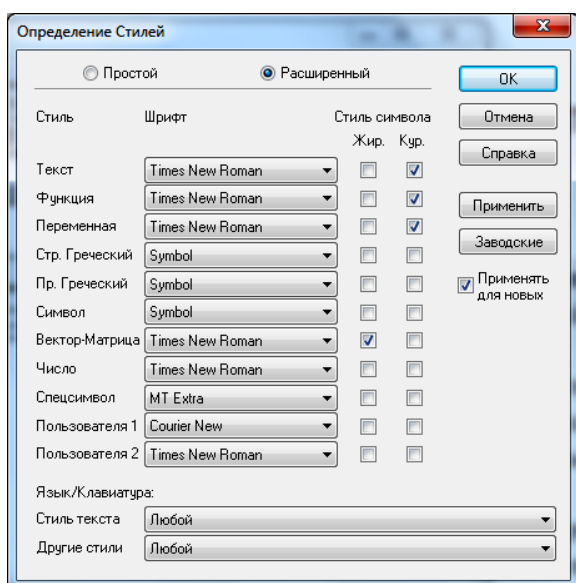 Определение Стилей
Простой Расширенный OK
Стиль Шрифт Стиль символа Отмена
Жир. Кур.
Справка
Текст Times New Roman
Функция Times New Roman Применить
Переменная Times New Roman
Заводские
Стр. Греческий Symbol
Пр. Греческий Symbol Применять для новых
Символ Symbol
Вектор-Матрица Times New Roman
Число Times New Roman
Спецсимвол MT Extra
Пользователя 1 Courier New
Пользователя 2 Times New Roman
Язык/Клавиатура:
Стиль текста Любой
Другие стили Любой